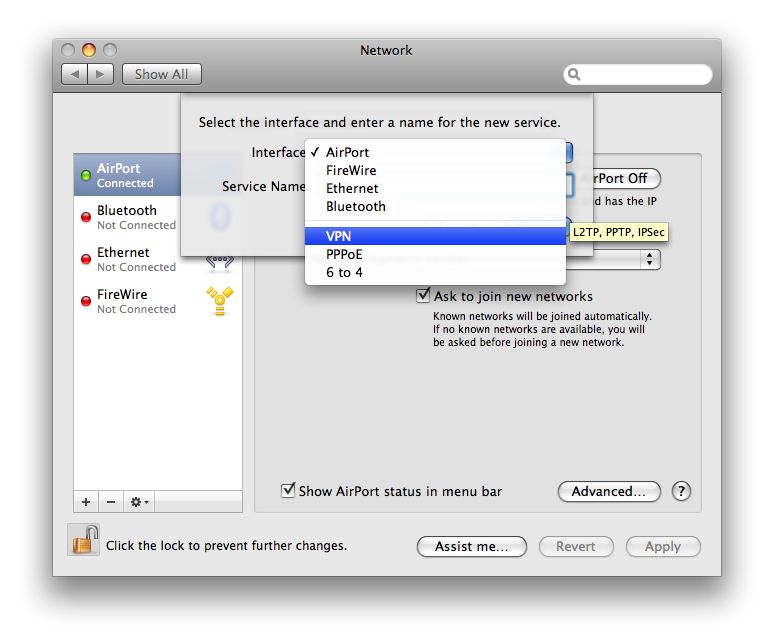 Network
Show All
Select the interface and enter a name for the new service.
Interface
✓ AirPort
FireWire
Ethernet
Bluetooth
VPN
PPPoE
6 to 4
Service Name
L2TP, PPTP, IPSec
AirPort
Connected
Bluetooth
Not Connected
Ethernet
Not Connected
FireWire
Not Connected
rPort Off
and has the IP
Ask to join new networks
Known networks will be joined automatically.
If no known networks are available, you will
be asked before joining a new network.
Show AirPort status in menu bar
Advanced...
?
Click the lock to prevent further changes.
Assist me...
Revert
Apply